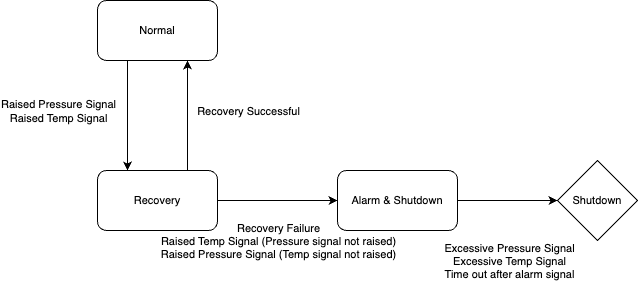 Normal
Raised Pressure Signal
Raised Temp Signal
Recovery Successful
Recovery
Alarm & Shutdown
Shutdown
Recovery Failure
Raised Temp Signal (Pressure signal not raised)
Raised Pressure Signal (Temp signal not raised)
Excessive Pressure Signal
Excessive Temp Signal
Time out after alarm signal